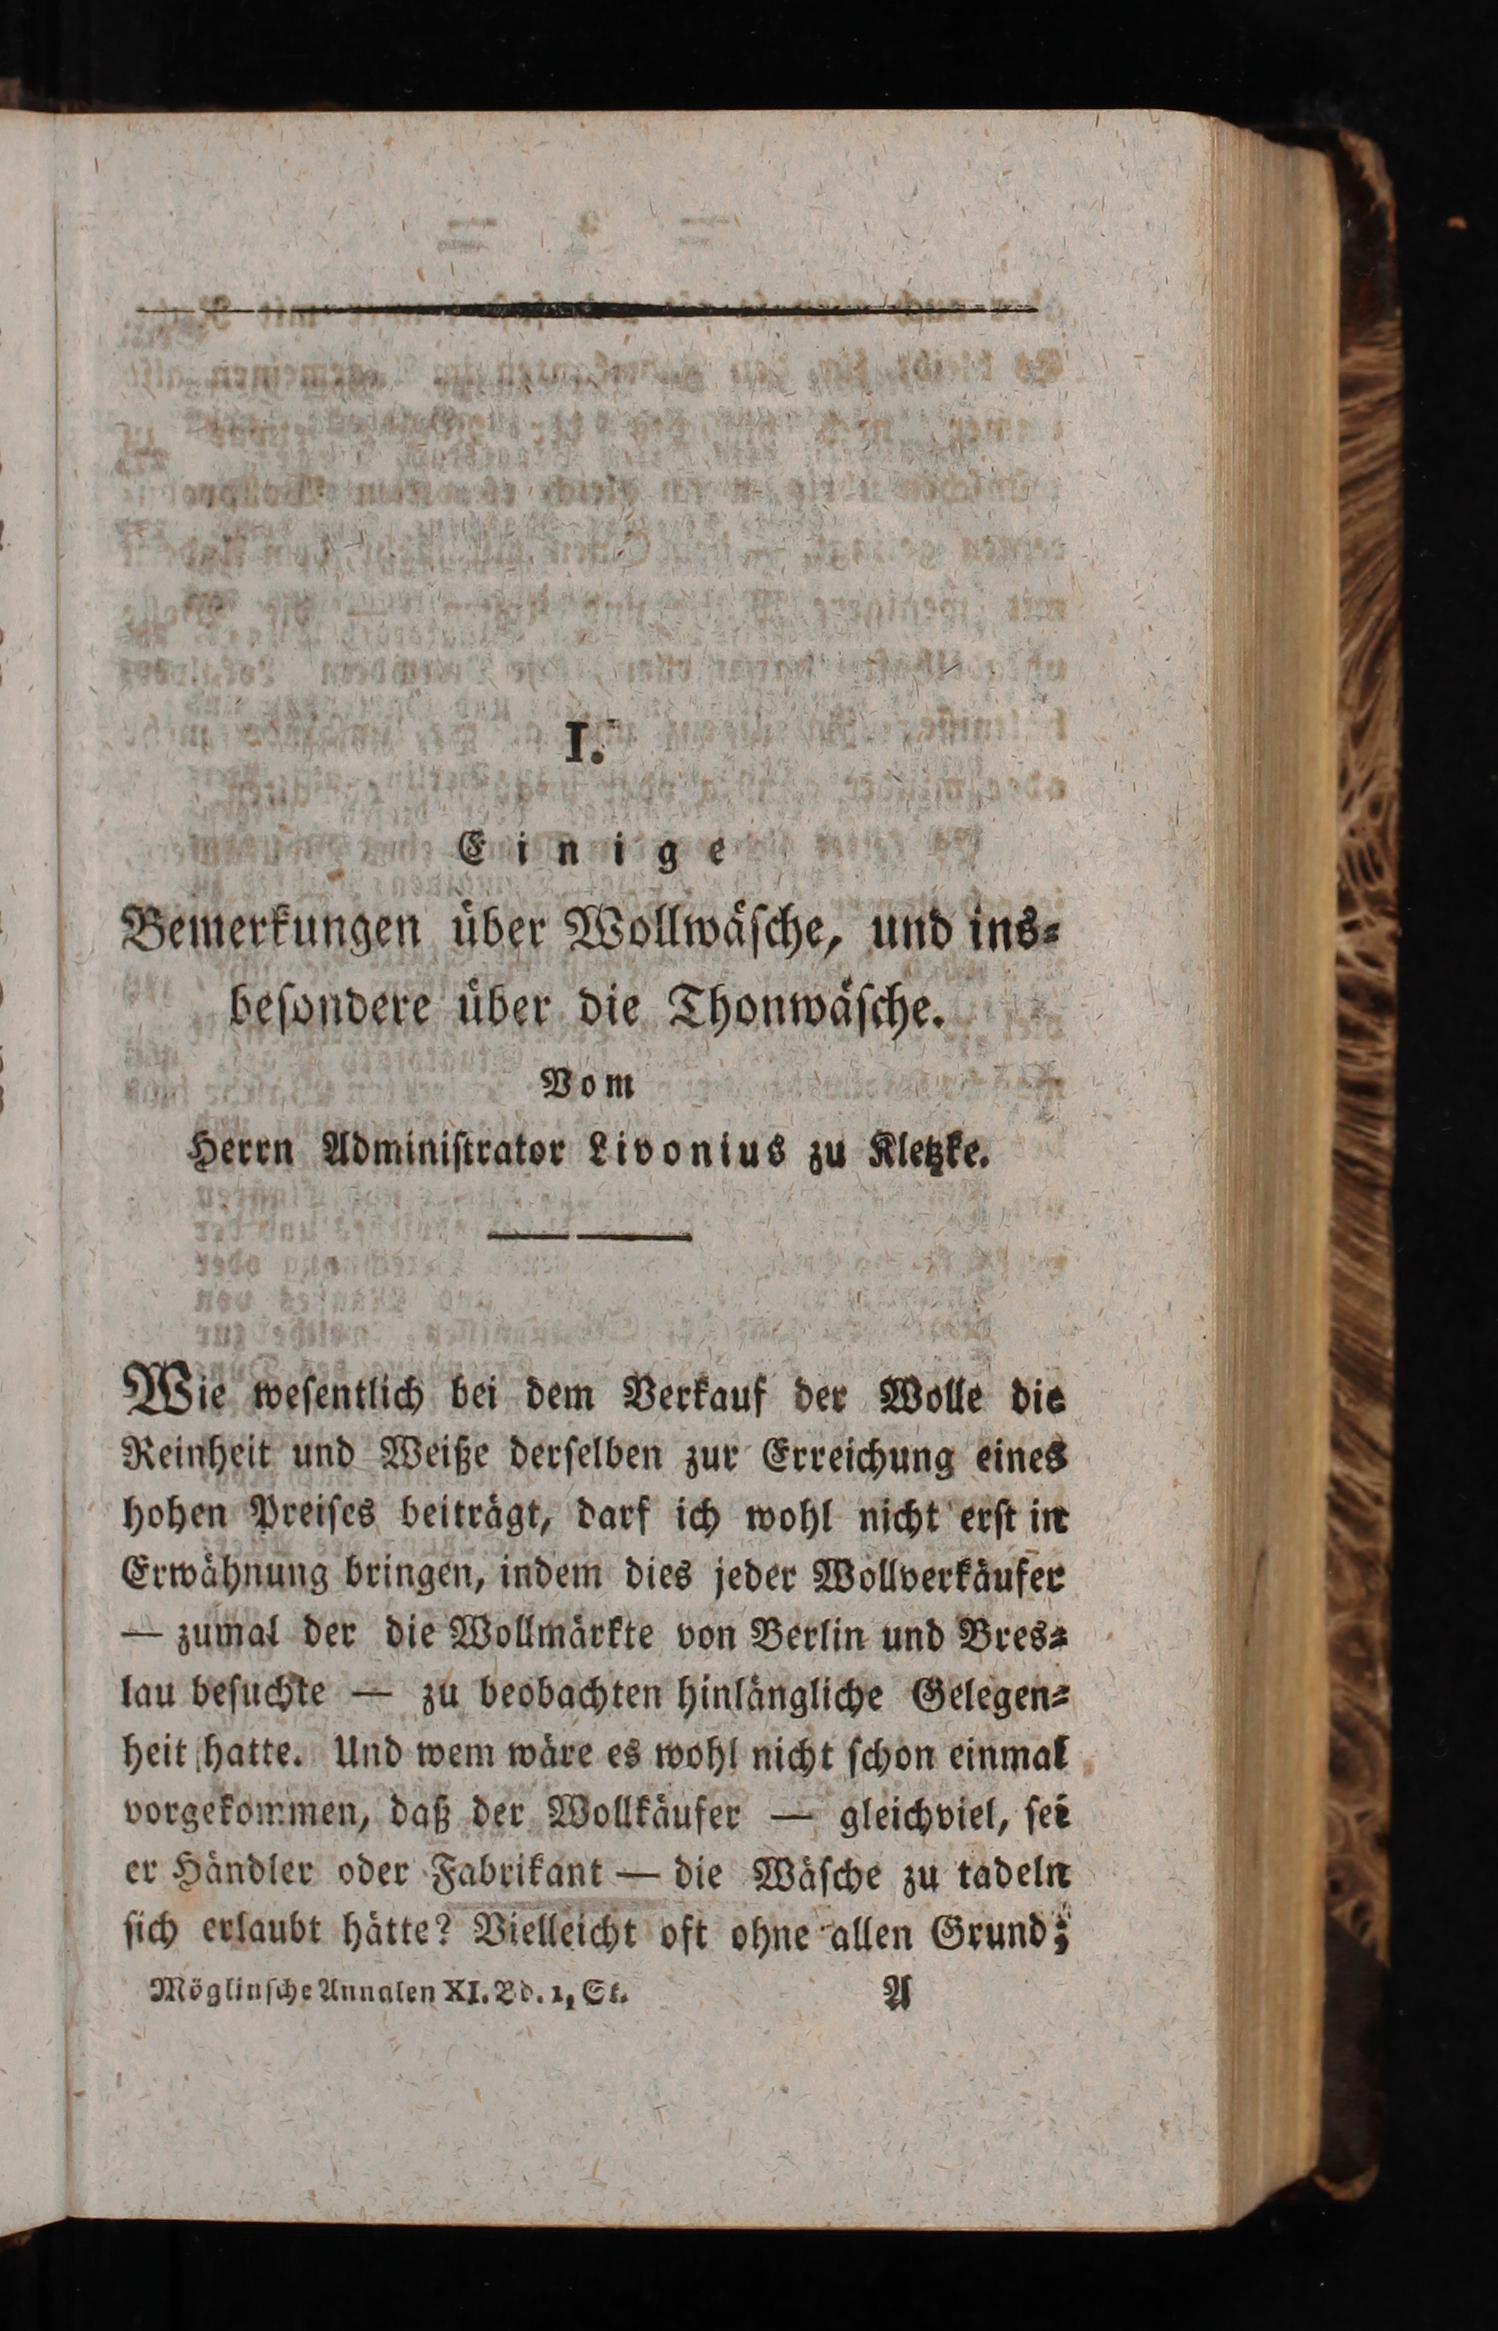 I.
Einige
Bemerkungen über Wollwäsche, und ins-
besondere über die Thonwäsche.
Vom
Herrn Administrator Livonius zu Kletzke.
Wie wesentlich bei dem Verkauf der Wolle die
Reinheit und Weiße derselben zur Erreichung eines
hohen Preises beiträgt, darf ich wohl nicht erst in
Erwähnung bringen, indem dies jeder Wollverkäufer
— zumal der die Wollmärkte von Berlin und Bres-
lau besuchte — zu beobachten hinlängliche Gelegen-
heit hatte. Und wem wäre es wohl nicht schon einmal
vorgekommen, daß der Wollkäufer — gleichviel, sei
er Händler oder Fabrikant — die Wäsche zu tadeln
sich erlaubt hätte? Vielleicht oft ohne allen Grund;
Möglinsche Annalen XI. Bd. 1, St. A